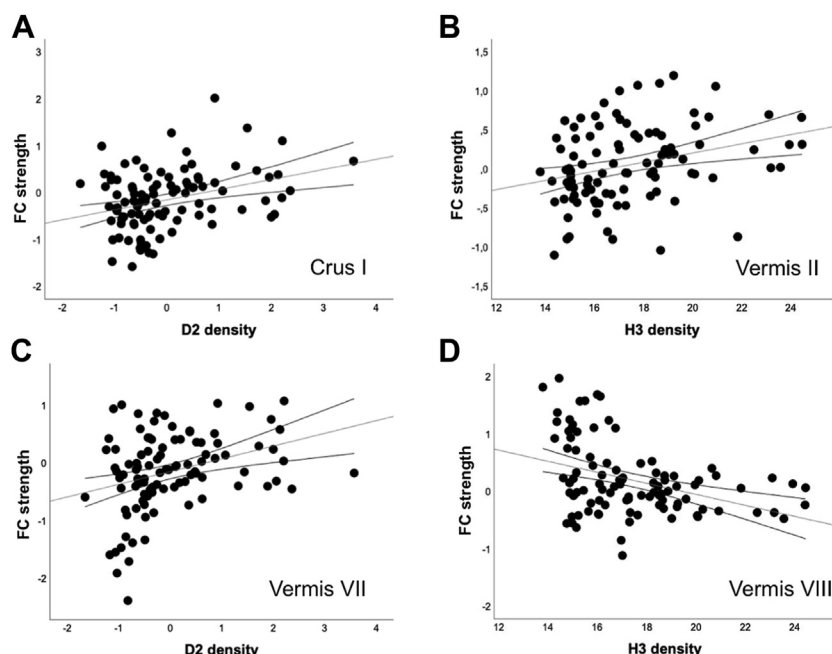 A
3
2
1
0
-1
-2
FC strength
-2 -1 0 1 2 3 4
D2 density
Crus I
B
1,5
1,0
,5
,0
-,5
-1,0
-1,5
FC strength
12 14 16 18 20 22 24
H3 density
Vermis II
C
1
0
-1
-2
FC strength
-2 -1 0 1 2 3 4
D2 density
Vermis VII
D
2
1
0
-1
-2
FC strength
12 14 16 18 20 22 24
H3 density
Vermis VIII